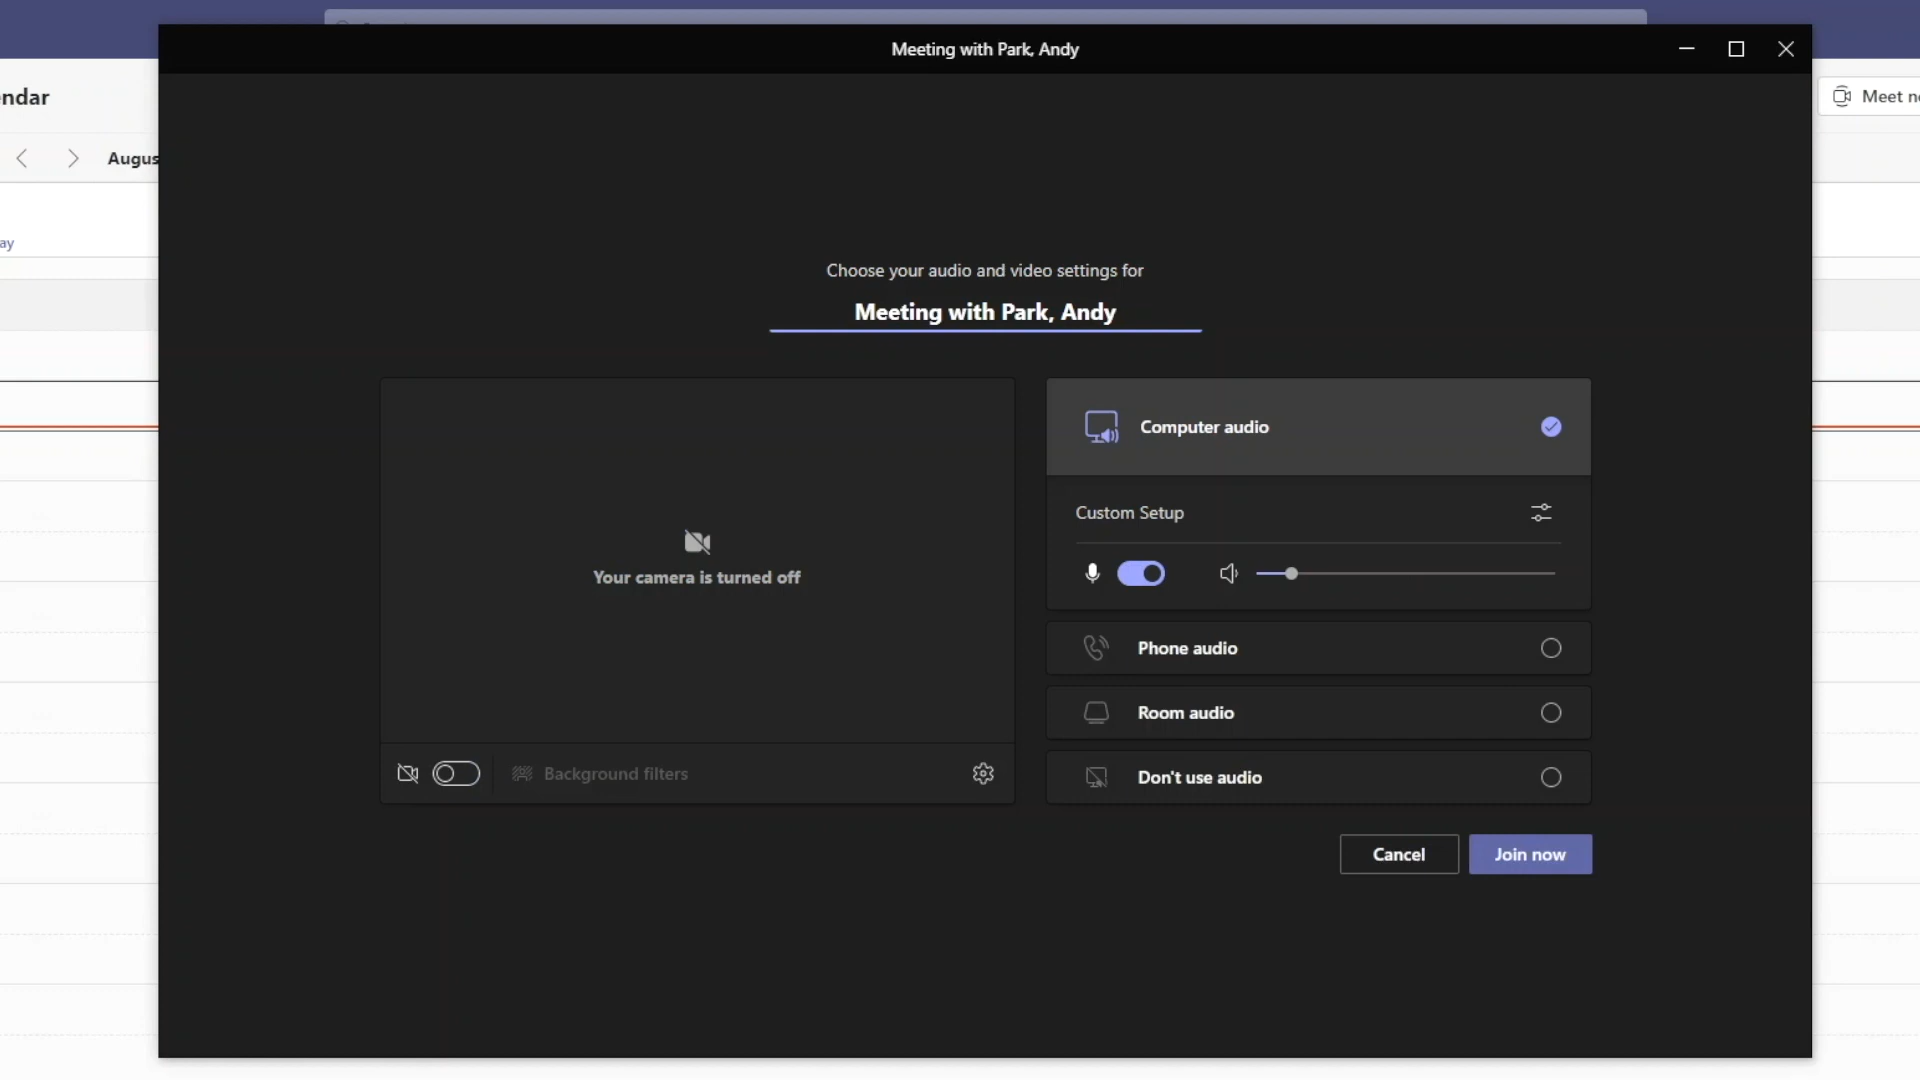 Meeting with Park, Andy
endar
Meet n
Augus
ay
Choose your audio and video settings for
Meeting with Park, Andy
Computer audio
Custom Setup
Your camera is turned off
Phone audio
Room audio
Background filters
Don't use audio
Cancel
Join now